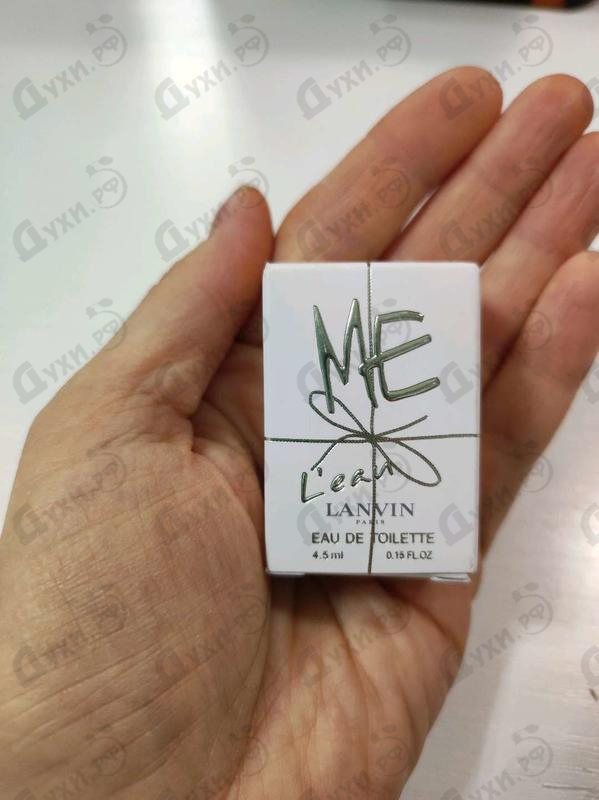 ME
L'eau
LANVIN
PARIS
EAU DE TOILETTE
4.5 ml 0.15 FL.OZ
Духи.РФ